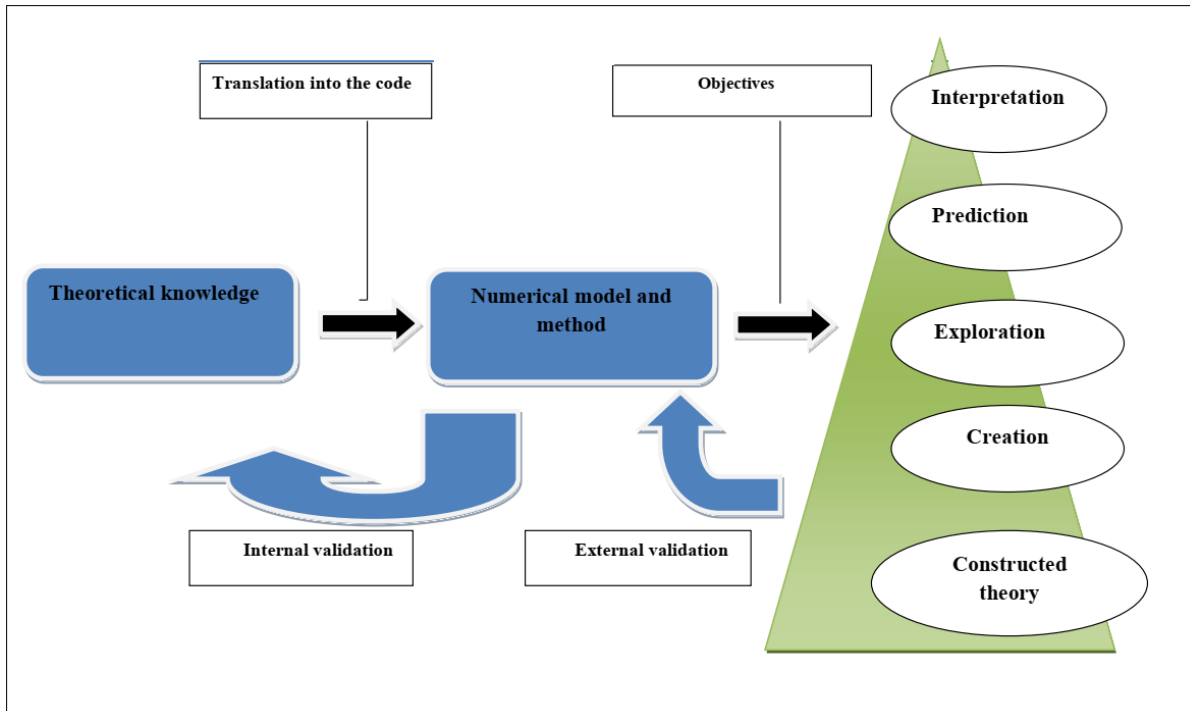 Translation into the code
Objectives
Interpretation
Prediction
Theoretical knowledge
Numerical model and
method
Exploration
Creation
Internal validation
External validation
Constructed
theory